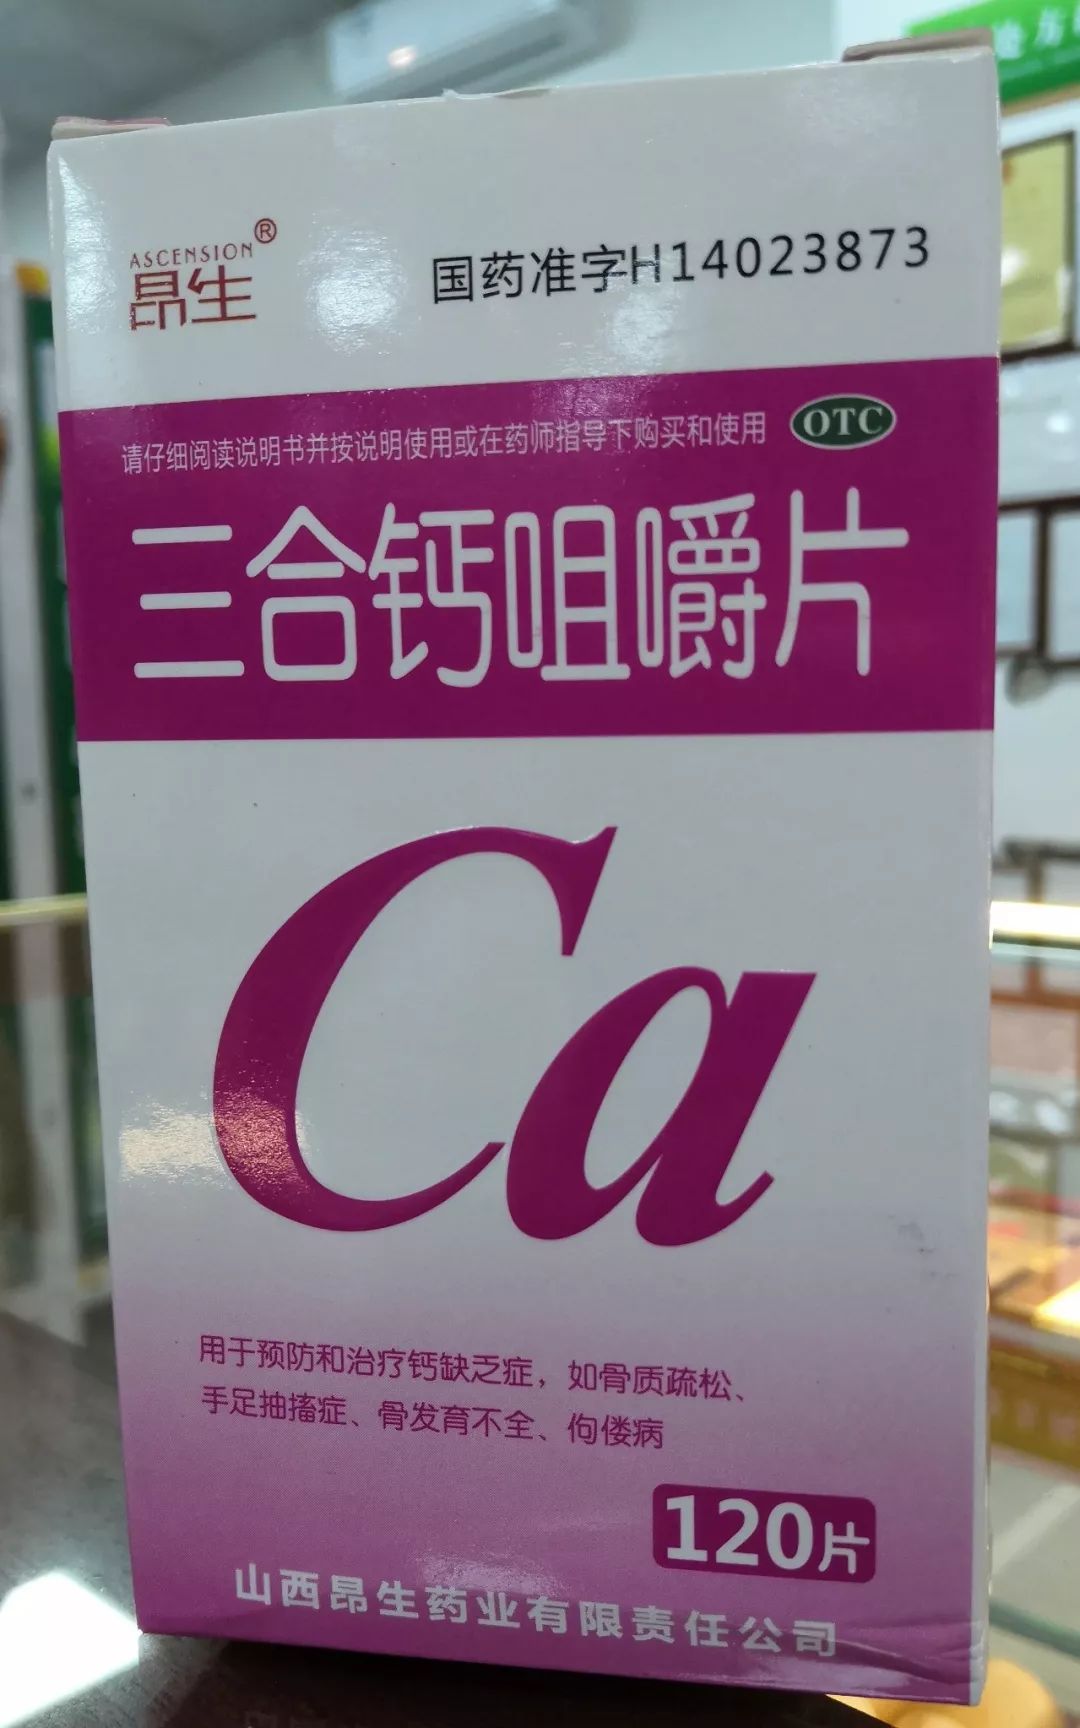 ASCENSION®
昂生
国药准字H14023873
请仔细阅读说明书并按说明使用或在药师指导下购买和使用
OTC
三合钙咀嚼片
Ca
用于预防和治疗钙缺乏症，如骨质疏松、
手足抽搐症、骨发育不全、佝偻病
120片
山西昂生药业有限责任公司